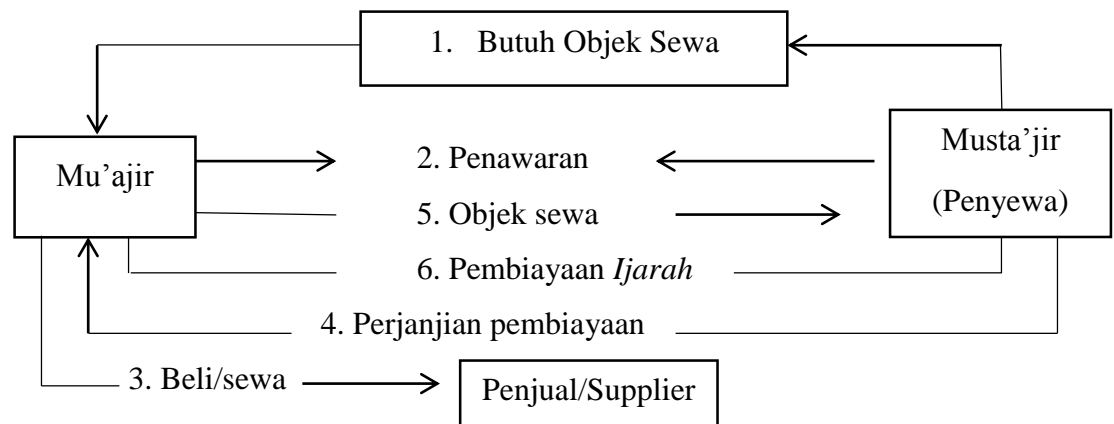 1. Butuh Objek Sewa
Mu’ajir
2. Penawaran
Musta’jir
(Penyewa)
5. Objek sewa
6. Pembiayaan Ijarah
4. Perjanjian pembiayaan
3. Beli/sewa
Penjual/Supplier